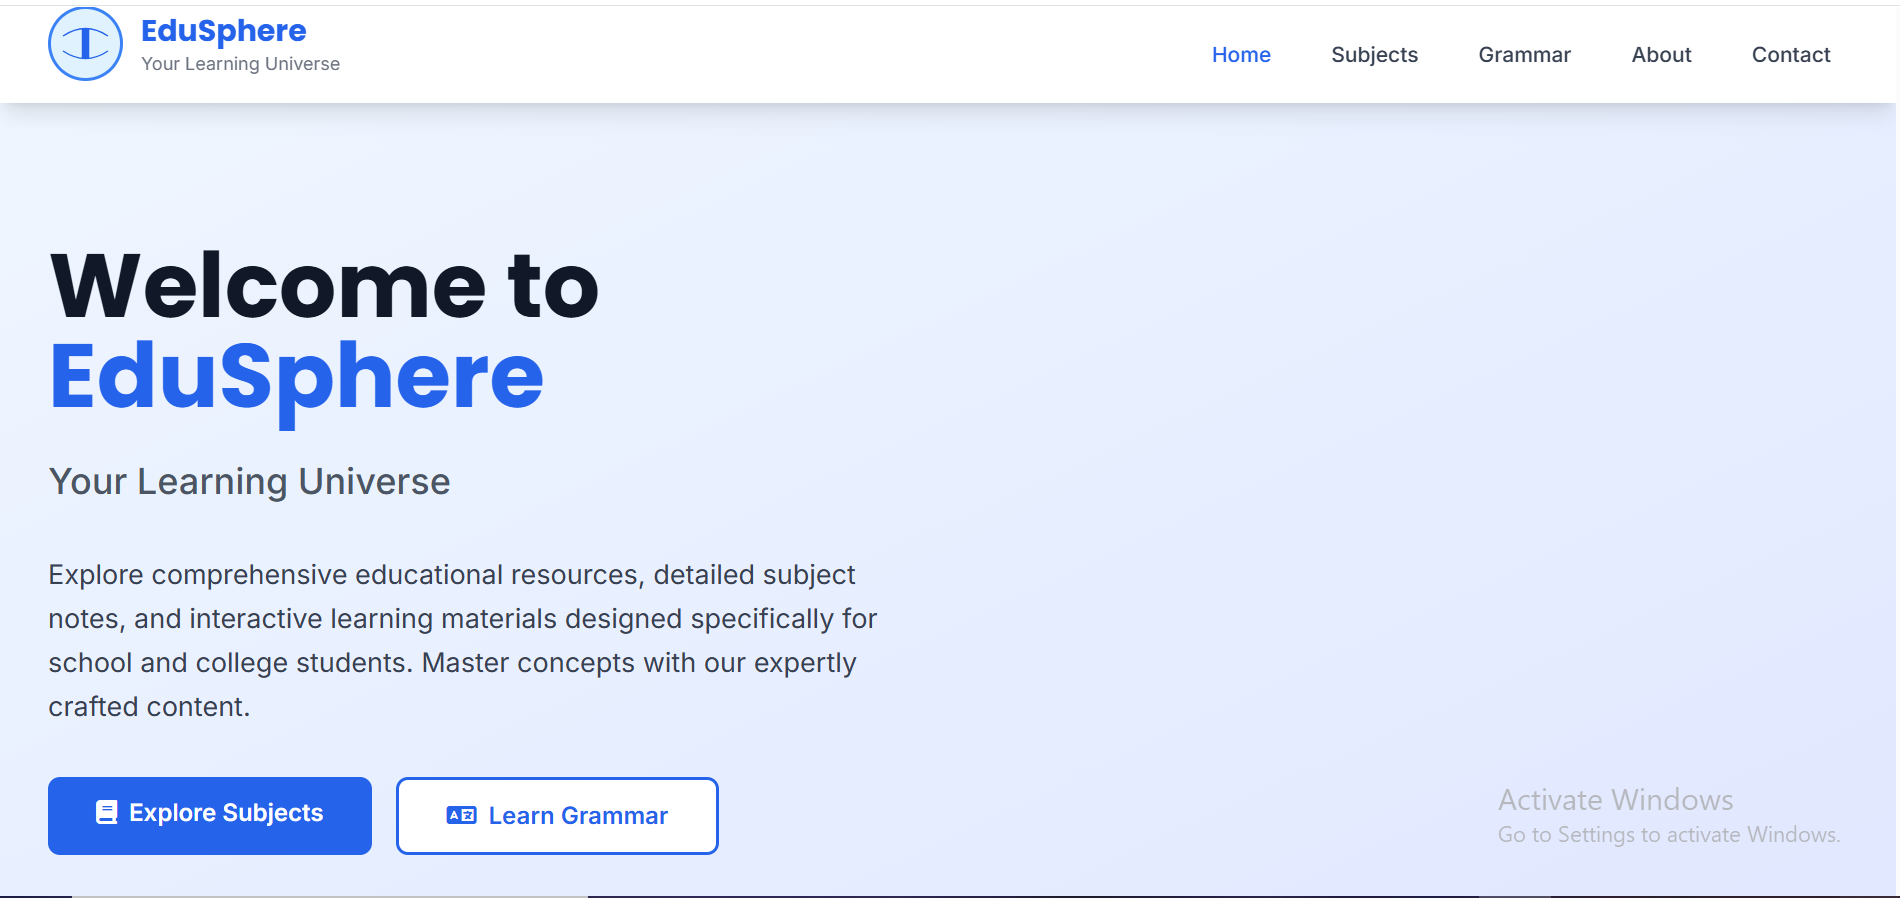 EduSphere
Your Learning Universe
Home Subjects Grammar About Contact
Welcome to
EduSphere
Your Learning Universe
Explore comprehensive educational resources, detailed subject
notes, and interactive learning materials designed specifically for
school and college students. Master concepts with our expertly
crafted content.
Explore Subjects Learn Grammar
Activate Windows
Go to Settings to activate Windows.